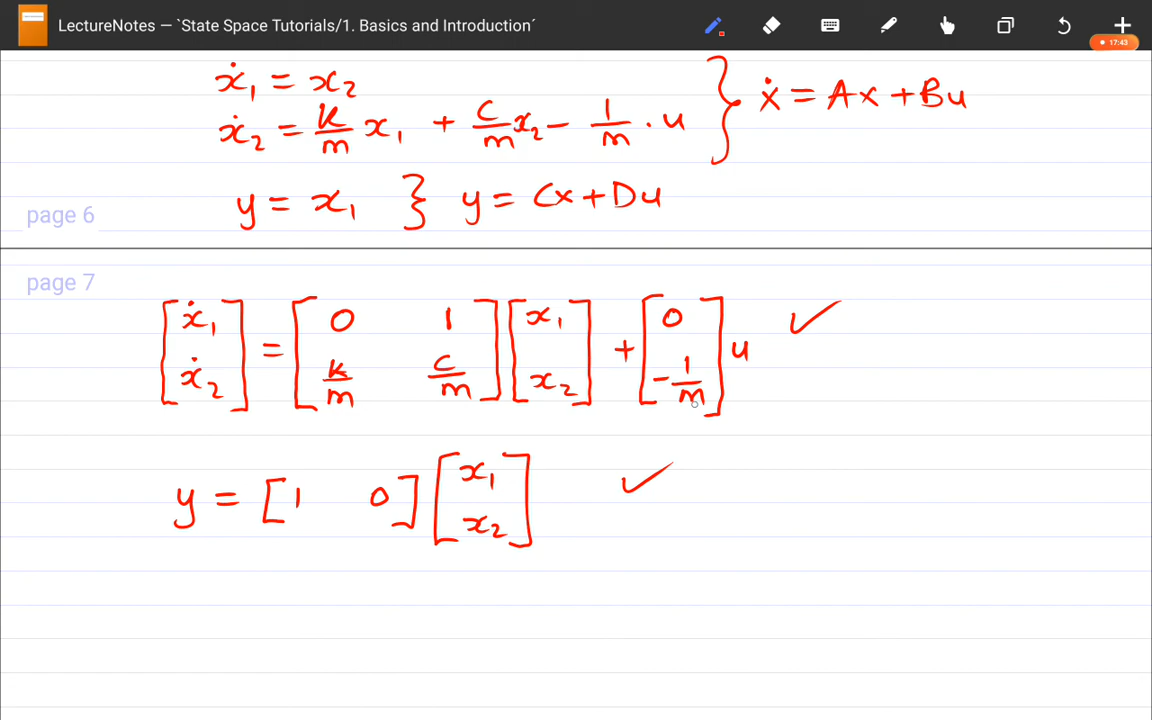 LectureNotes — `State Space Tutorials/1. Basics and Introduction´
17:43
ẋ₁ = x₂
ẋ₂ = k/m x₁ + c/m x₂ − 1/m · u } ẋ = Ax + Bu
y = x₁ } y = Cx + Du
page 6
page 7
[ẋ₁ ; ẋ₂] = [0 1 ; k/m c/m] [x₁ ; x₂] + [0 ; −1/m] u ✓
y = [1 0] [x₁ ; x₂] ✓